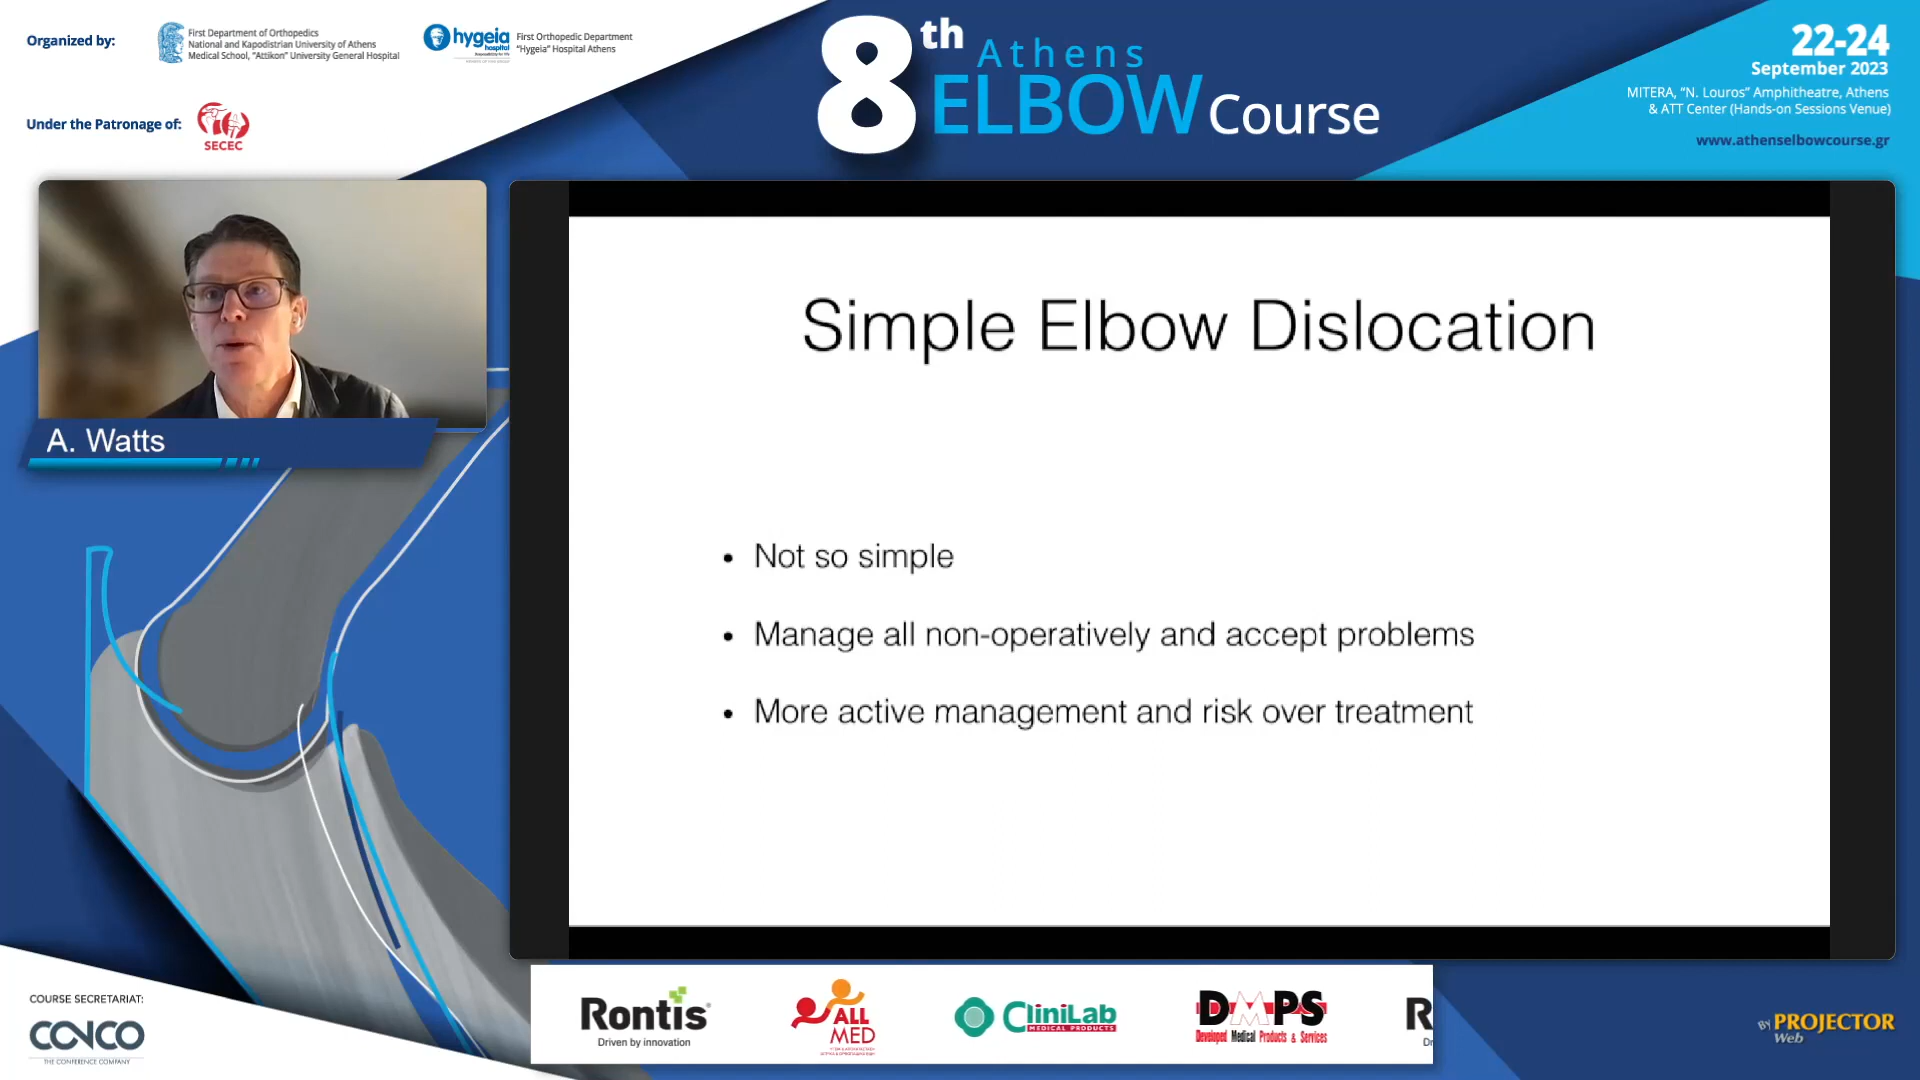 Organized by:
First Department of Orthopedics
National and Kapodistrian University of Athens
Medical School, "Attikon" University General Hospital
hygeia
hospital
First Orthopedic Department
"Hygeia" Hospital Athens
Under the Patronage of:
SECEC
8th Athens
ELBOW Course
22-24
September 2023
MITERA, "N. Louros" Amphitheatre, Athens
& ATT Center (Hands-on Sessions Venue)
www.athenselbowcourse.gr
A. Watts
Simple Elbow Dislocation
• Not so simple
• Manage all non-operatively and accept problems
• More active management and risk over treatment
COURSE SECRETARIAT:
CONCO
THE CONFERENCE COMPANY
Rontis
Driven by innovation
ALL
MED
CliniLab
MEDICAL PRODUCTS
DMPS
Developed Medical Products & Services
R
By PROJECTOR
Web